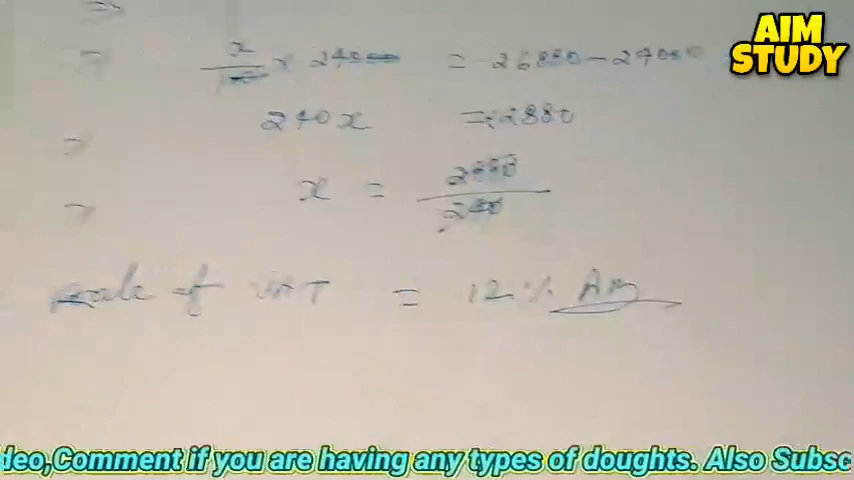 AIM
STUDY
⇒
⇒ x/100 × 24000 = 26880 - 24000
⇒ 240x = 2880
⇒ x = 2880/240
Rate of VAT = 12% Ans
deo,Comment if you are having any types of doughts. Also Subsc